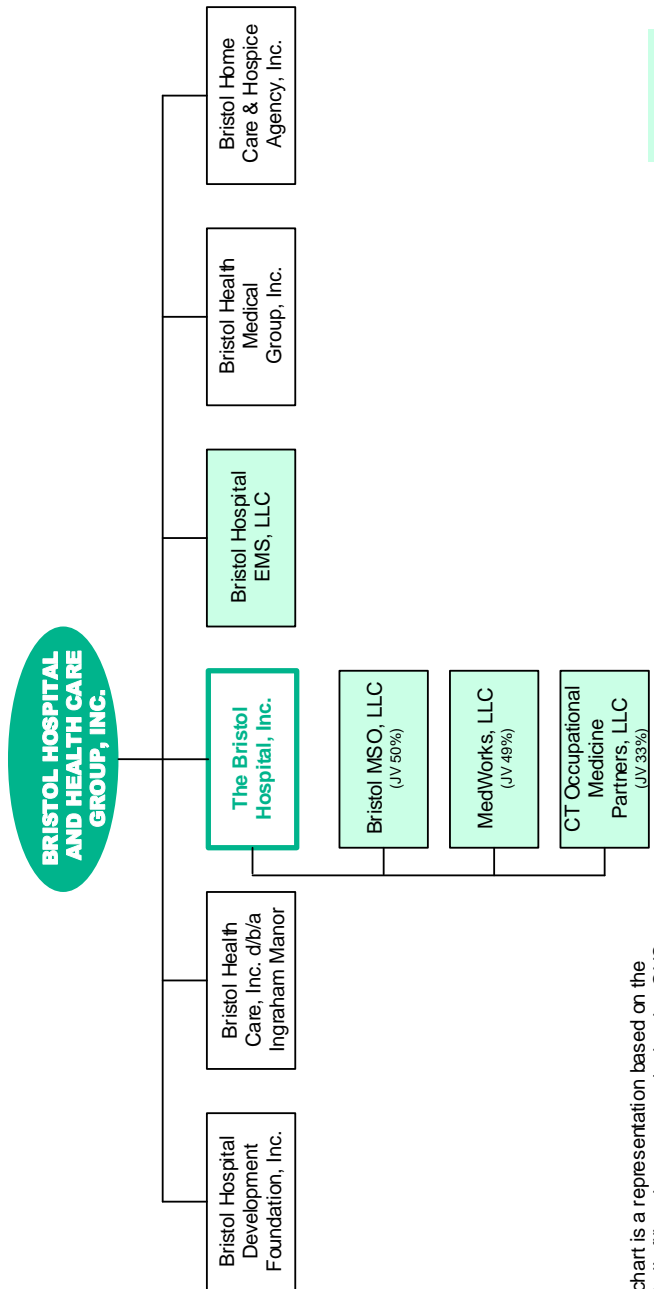 BRISTOL HOSPITAL
AND HEALTH CARE
GROUP, INC.
Bristol Hospital
Development
Foundation, Inc.
Bristol Health
Care, Inc. d/b/a
Ingraham Manor
The Bristol
Hospital, Inc.
Bristol Hospital
EMS, LLC
Bristol Health
Medical
Group, Inc.
Bristol Home
Care & Hospice
Agency, Inc.
Bristol MSO, LLC
(JV 50%)
MedWorks, LLC
(JV 49%)
CT Occupational
Medicine
Partners, LLC
(JV 33%)
chart is a representation based on the